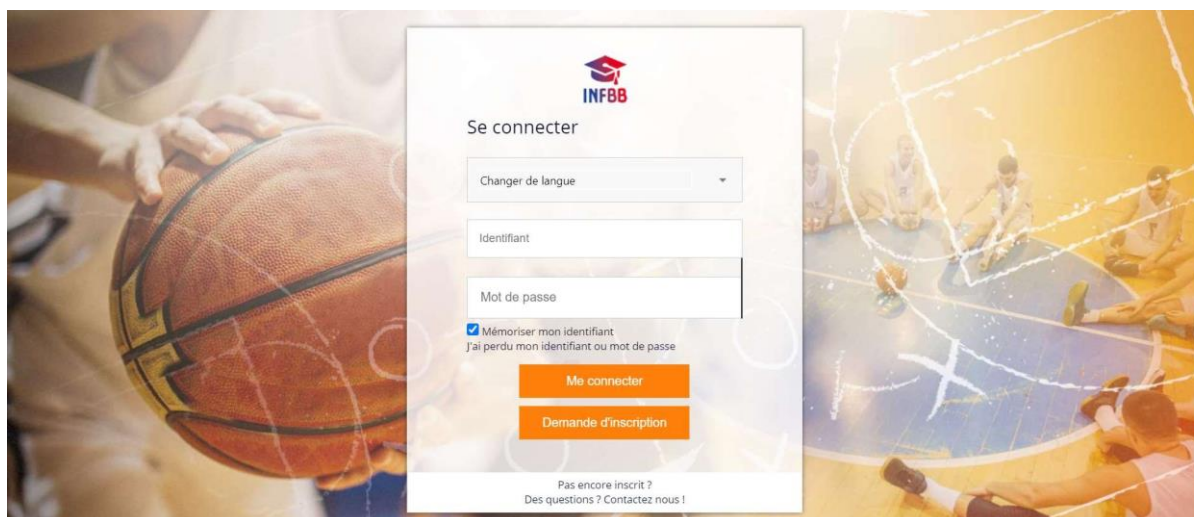 INFBB
Se connecter
Changer de langue
Identifiant
Mot de passe
Mémoriser mon identifiant
J'ai perdu mon identifiant ou mot de passe
Me connecter
Demande d'inscription
Pas encore inscrit ?
Des questions ? Contactez nous !